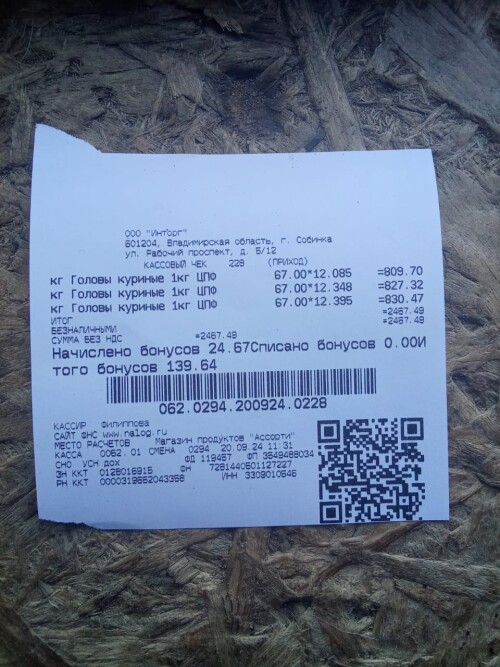 ООО "ИнТорг"
601204, Владимирская область, г. Собинка
ул. Рабочий проспект, д. 5/12
КАССОВЫЙ ЧЕК 228 (ПРИХОД)
кг Головы куриные 1кг ЦПФ 67.00*12.085 =809.70
кг Головы куриные 1кг ЦПФ 67.00*12.348 =827.32
кг Головы куриные 1кг ЦПФ 67.00*12.395 =830.47
ИТОГ =2467.49
БЕЗНАЛИЧНЫМИ =2467.49
СУММА БЕЗ НДС =2467.49
Начислено бонусов 24.67Списано бонусов 0.00И
того бонусов 139.64
062.0294.200924.0228
КАССИР Филиппова
САЙТ ФНС www.nalog.ru
МЕСТО РАСЧЕТОВ Магазин продуктов "Ассорти"
КАССА 0062.01 СМЕНА 0294 20.09.24 11:31
СНО УСН ДОХ ФД 119457 ФП 3549488034
ЗН ККТ 0128016915 ФН 7281440501127227
РН ККТ ИНН 3309010546